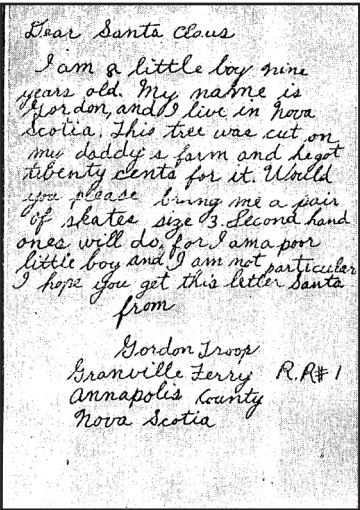 Dear Santa Claus
I am a little boy nine
years old. My name is
Gordon, and I live in Nova
Scotia. This tree was cut on
my daddy's farm and he got
twenty cents for it. Would
you please bring me a pair
of skates size 3. Second hand
ones will do, for I am a poor
little boy and I am not particular
I hope you get this letter Santa
from
Gordon Troop
Granville Ferry R.R# 1
Annapolis County
Nova Scotia